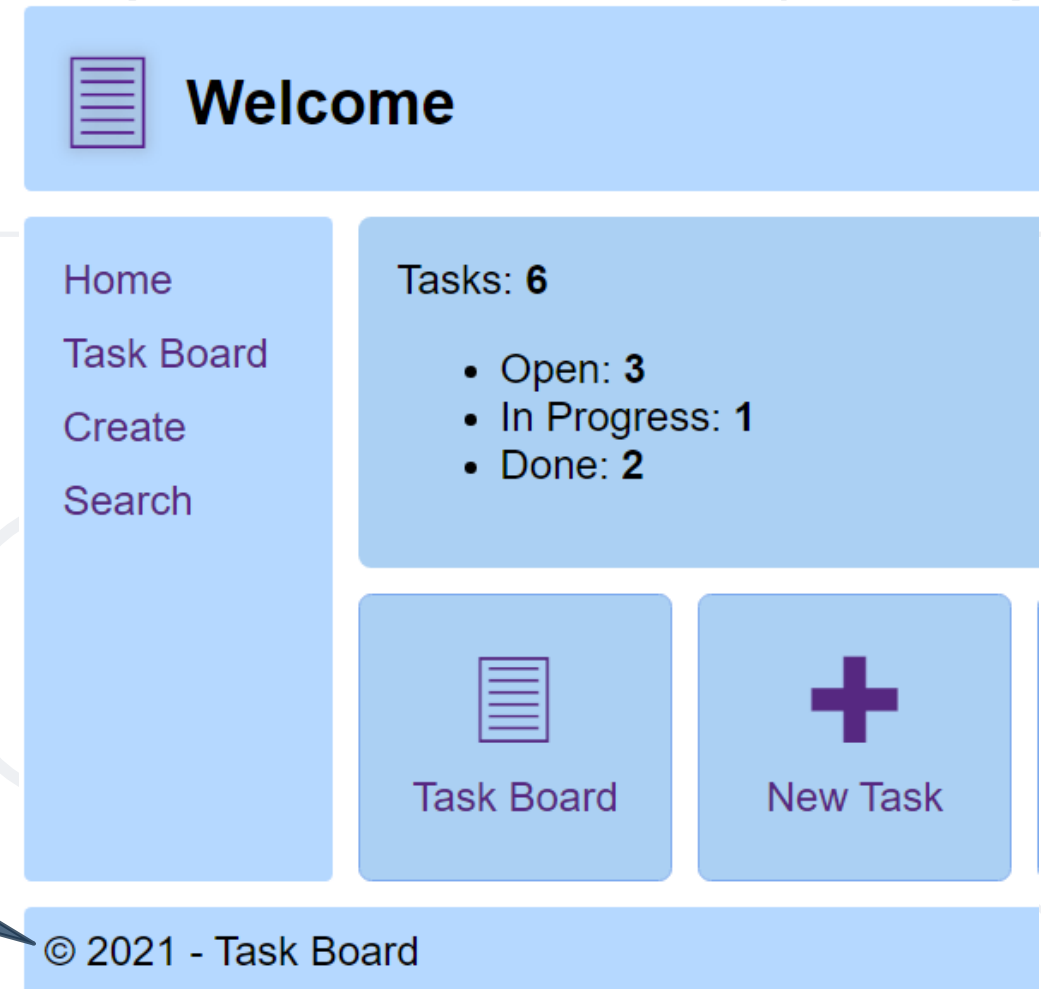 Welcome
Home
Task Board
Create
Search
Tasks: 6
Open: 3
In Progress: 1
Done: 2
Task Board
New Task
© 2021 - Task Board